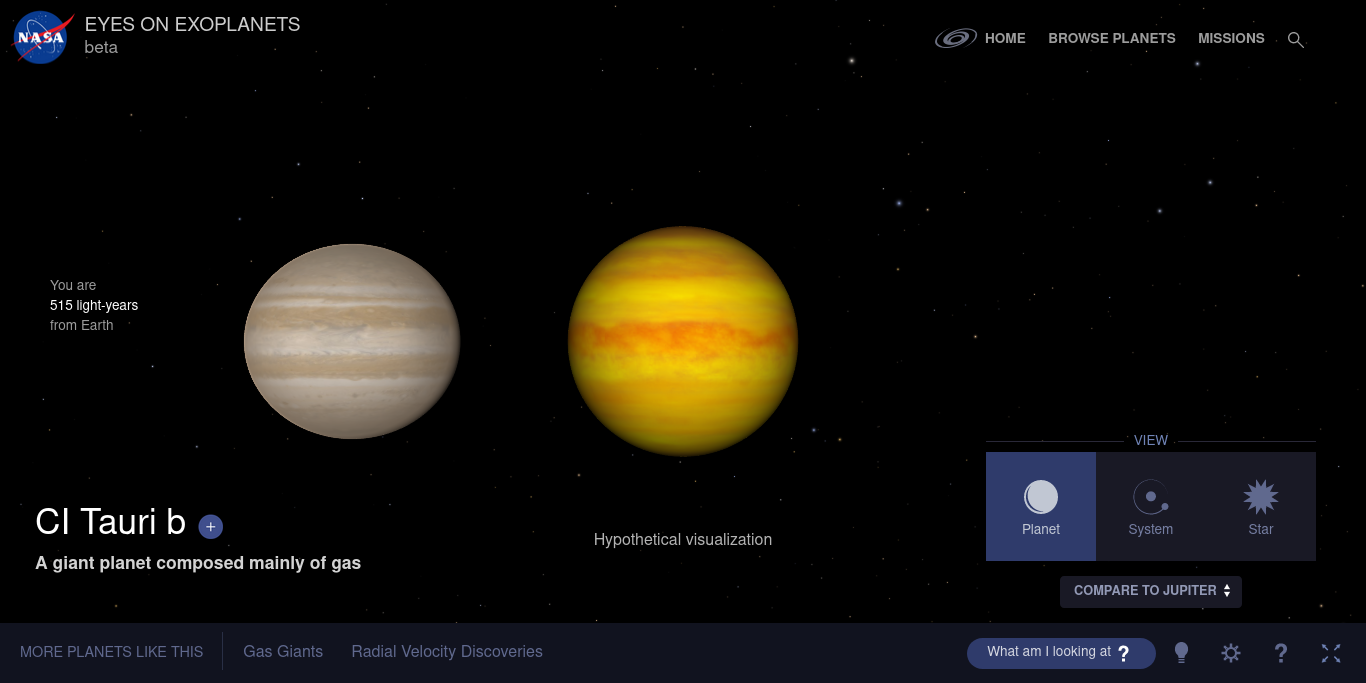 NASA
EYES ON EXOPLANETS
beta
HOME
BROWSE PLANETS
MISSIONS
You are
515 light-years
from Earth
VIEW
Planet
System
Star
CI Tauri b +
A giant planet composed mainly of gas
Hypothetical visualization
COMPARE TO JUPITER
MORE PLANETS LIKE THIS
Gas Giants
Radial Velocity Discoveries
What am I looking at ?
?